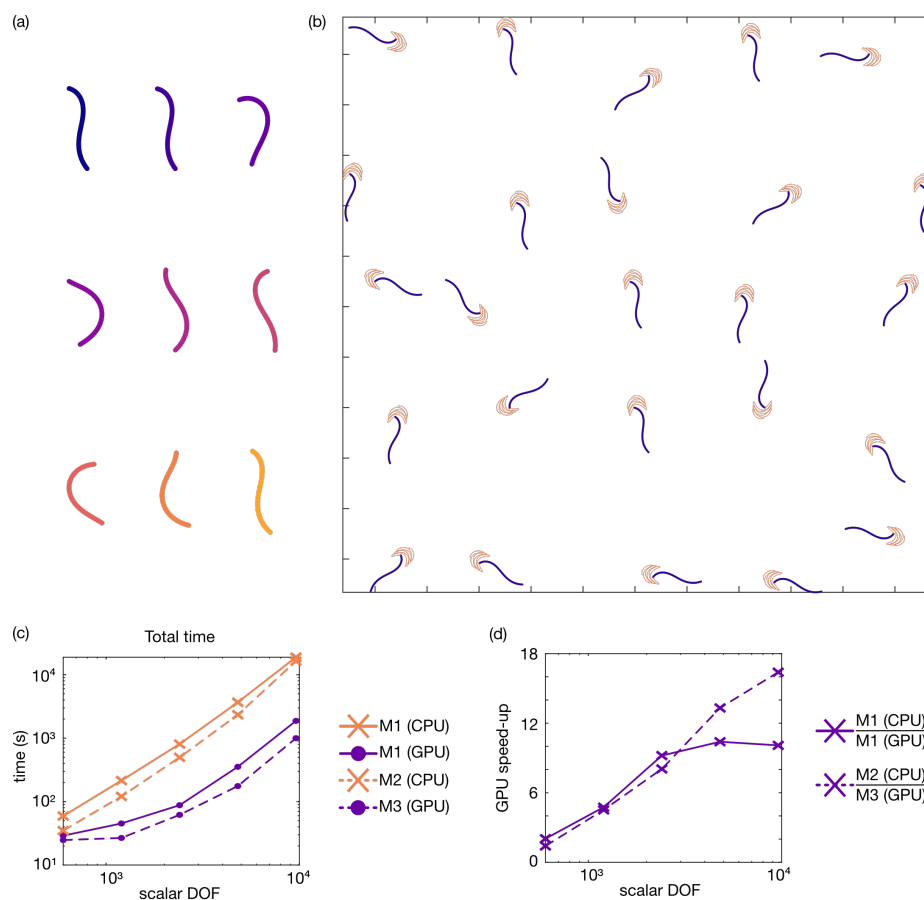 (a)
(b)
(c)
Total time
time (s)
10⁴
10³
10²
10¹
10³
10⁴
scalar DOF
M1 (CPU)
M1 (GPU)
M2 (CPU)
M3 (GPU)
(d)
GPU speed-up
18
12
6
0
10³
10⁴
scalar DOF
M1 (CPU)
M1 (GPU)
M2 (CPU)
M3 (GPU)